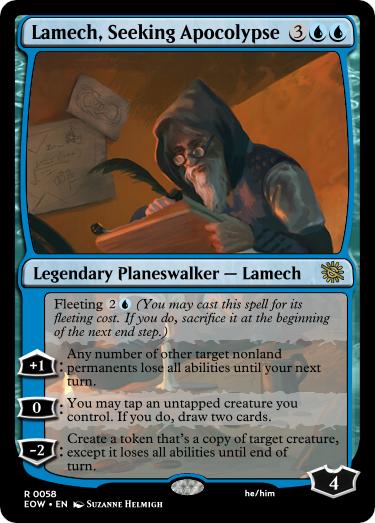 Lamech, Seeking Apocolypse 3
Legendary Planeswalker — Lamech
Fleeting 2 (You may cast this spell for its
fleeting cost. If you do, sacrifice it at the beginning
of the next end step.)
+1: Any number of other target nonland
permanents lose all abilities until your next
turn.
0: You may tap an untapped creature you
control. If you do, draw two cards.
-2: Create a token that's a copy of target creature,
except it loses all abilities until end of
turn.
4
R 0058
EOW • EN Suzanne Helmigh
he/him